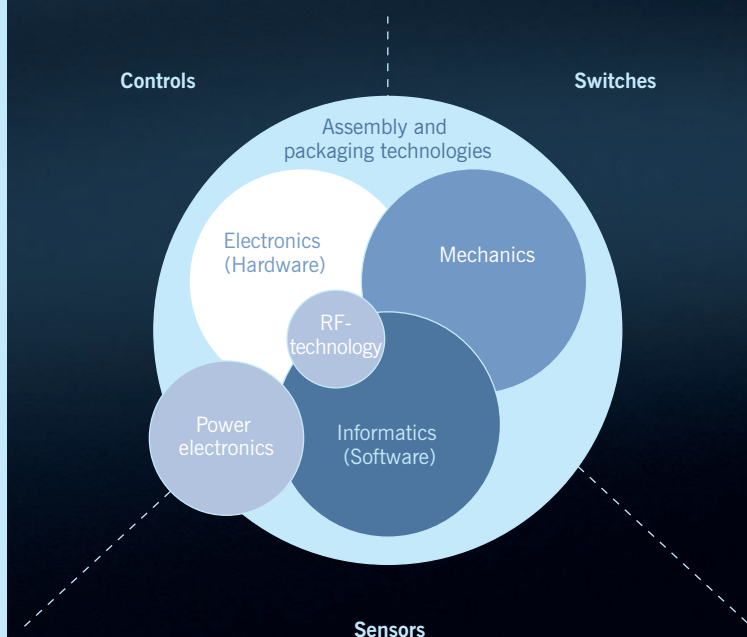 Controls
Switches
Assembly and
packaging technologies
Electronics
(Hardware)
Mechanics
RF-
technology
Power
electronics
Informatics
(Software)
Sensors